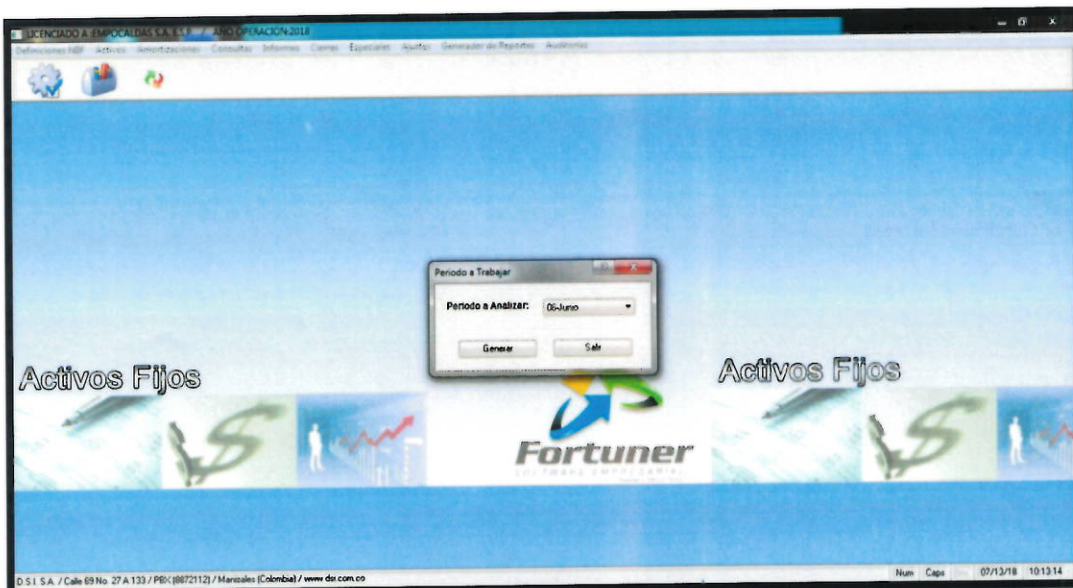 LICENCIADO A :EMPOCALDAS S.A. E.S.P. / AÑO OPERACION:2018
Definiciones NIIF Activos Amortizaciones Consultas Informes Cierres Especiales Ajustes Generador de Reportes Auditorias
Periodo a Trabajar
Periodo a Analizar: 06-Junio
Generar Salir
Activos Fijos Activos Fijos
Fortuner
SOFTWARE EMPRESARIAL
D.S.I. S.A. / Calle 69 No. 27 A 133 / PBX (8872112) / Manizales (Colombia) / www.dsi.com.co Num Caps 07/13/18 10:13:14